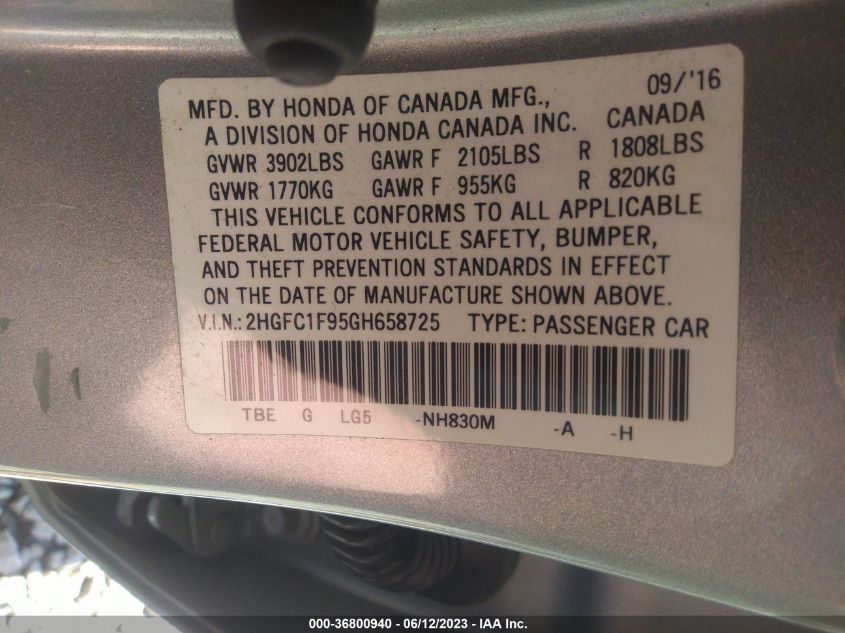 09/'16
MFD. BY HONDA OF CANADA MFG.,
A DIVISION OF HONDA CANADA INC. CANADA
GVWR 3902LBS GAWR F 2105LBS R 1808LBS
GVWR 1770KG GAWR F 955KG R 820KG
THIS VEHICLE CONFORMS TO ALL APPLICABLE
FEDERAL MOTOR VEHICLE SAFETY, BUMPER,
AND THEFT PREVENTION STANDARDS IN EFFECT
ON THE DATE OF MANUFACTURE SHOWN ABOVE.
V.I.N.: 2HGFC1F95GH658725 TYPE: PASSENGER CAR
TBE G LG5 -NH830M -A -H
000-36800940 - 06/12/2023 - IAA Inc.